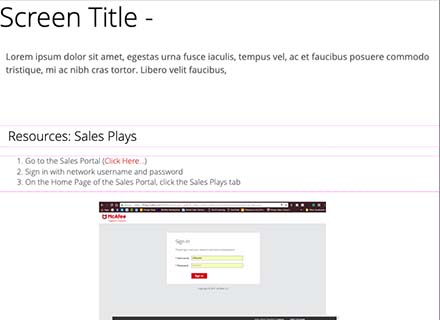 Screen Title -
Lorem ipsum dolor sit amet, egestas urna fusce iaculis, tempus vel, ac et faucibus posuere commodo
tristique, mi ac nibh cras tortor. Libero velit faucibus,
Resources: Sales Plays
1. Go to the Sales Portal (Click Here...)
2. Sign in with network username and password
3. On the Home Page of the Sales Portal, click the Sales Plays tab
McAfee
Sign in
Sign in